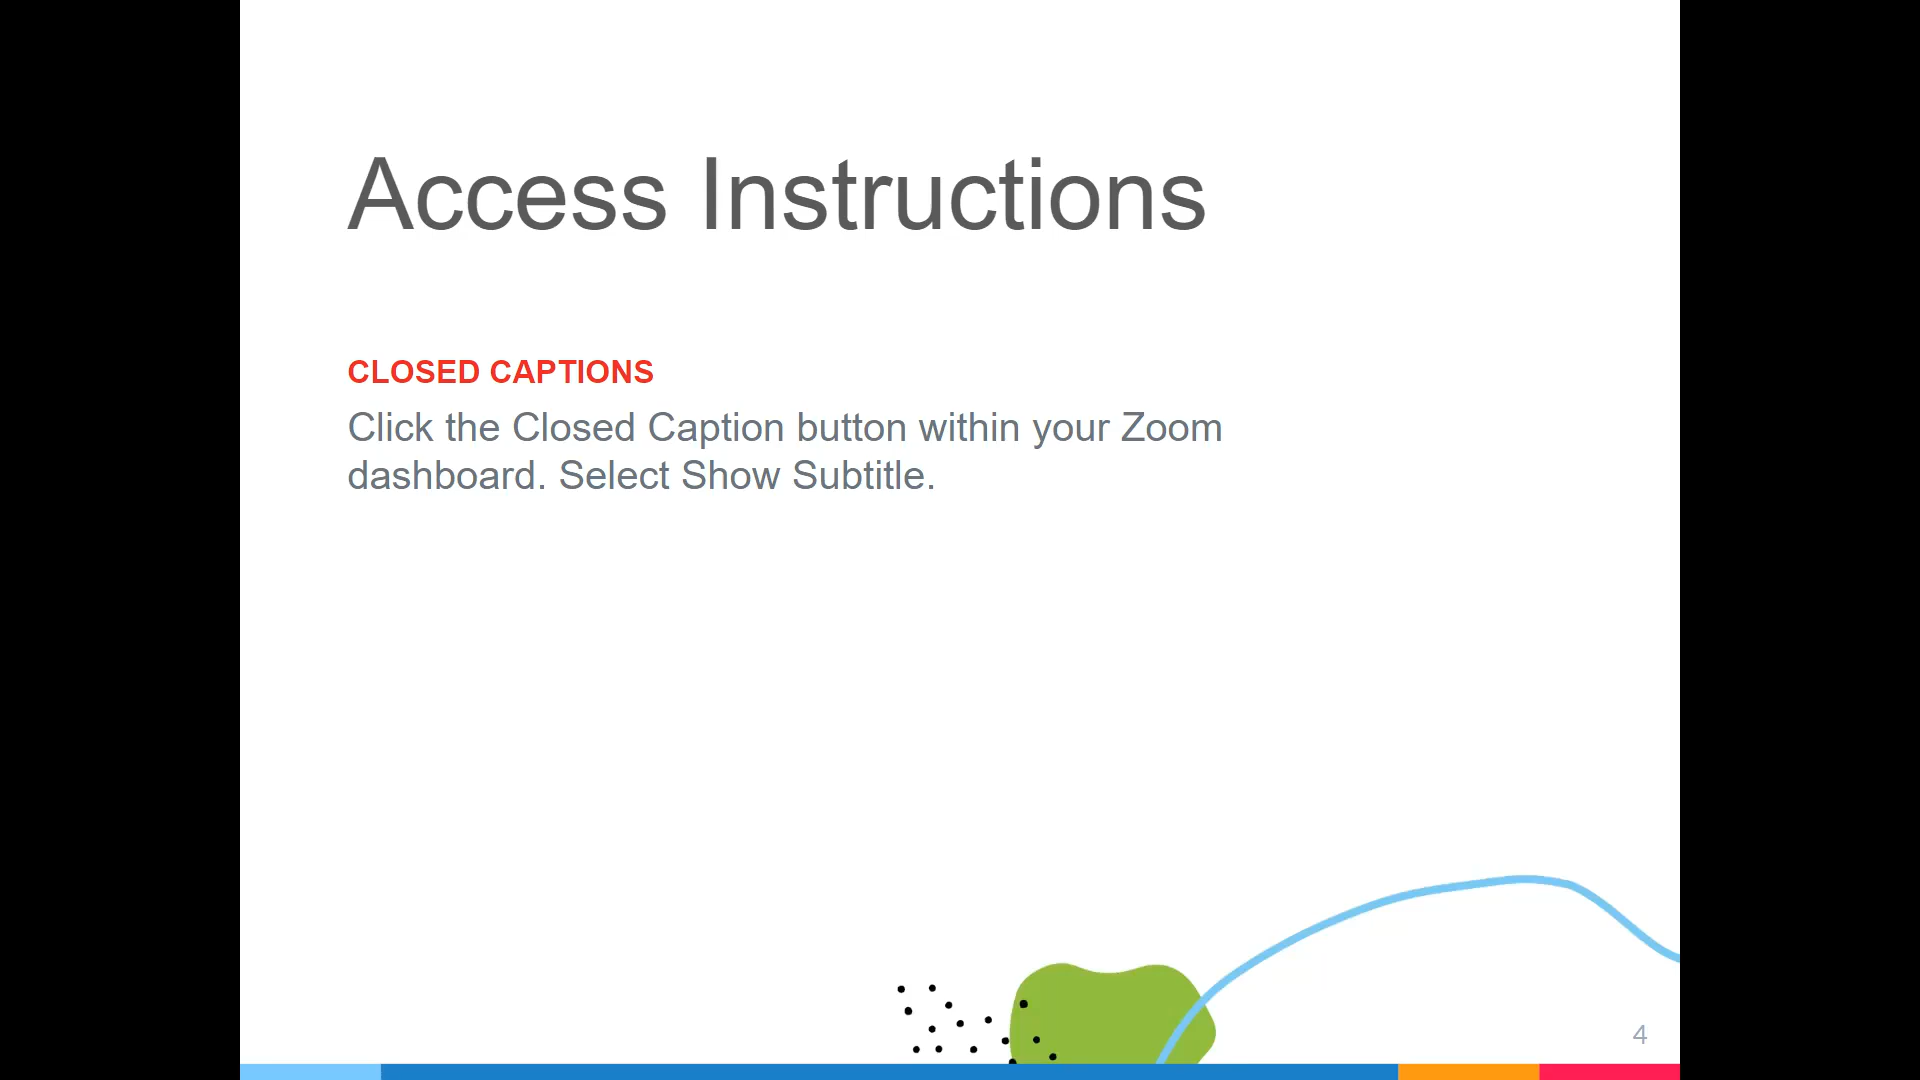 Access Instructions
CLOSED CAPTIONS
Click the Closed Caption button within your Zoom
dashboard. Select Show Subtitle.
4